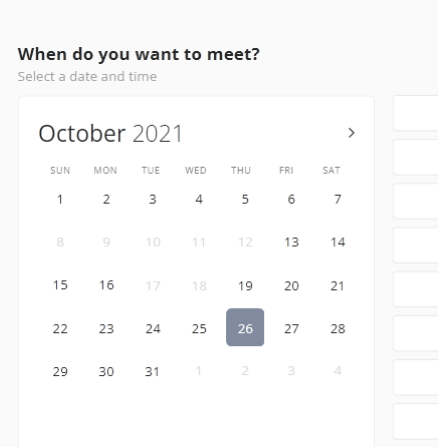 When do you want to meet?
Select a date and time
October 2021
SUN MON TUE WED THU FRI SAT
1 2 3 4 5 6 7
8 9 10 11 12 13 14
15 16 17 18 19 20 21
22 23 24 25 26 27 28
29 30 31 1 2 3 4